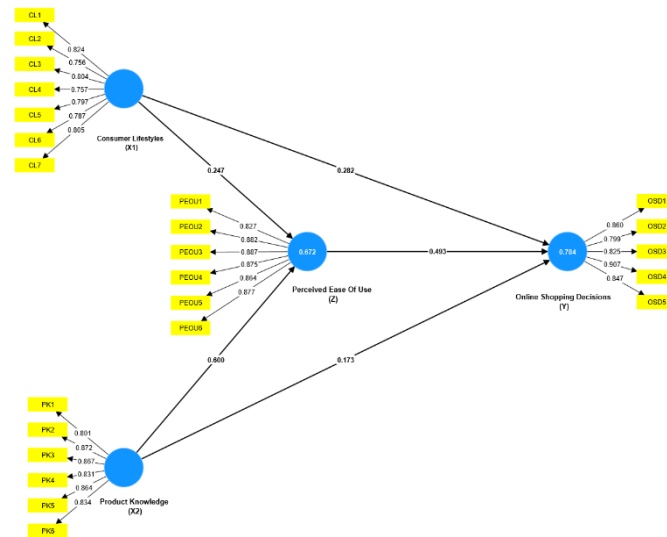 CL1
CL2
CL3
CL4
CL5
CL6
CL7
0.824
0.756
0.804
0.757
0.797
0.787
0.805
Consumer Lifestyles
(X1)
0.247
0.282
PEOU1
PEOU2
PEOU3
PEOU4
PEOU5
PEOU6
0.827
0.882
0.887
0.875
0.864
0.877
0.672
Perceived Ease Of Use
(Z)
0.493
0.784
Online Shopping Decisions
(Y)
OSD1
OSD2
OSD3
OSD4
OSD5
0.860
0.799
0.825
0.907
0.847
0.600
0.173
PK1
PK2
PK3
PK4
PK5
PK6
0.801
0.872
0.867
0.831
0.864
0.834
Product Knowledge
(X2)